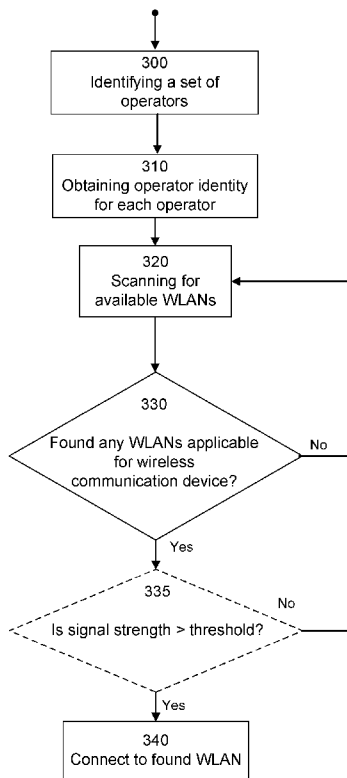 300
Identifying a set of
operators
310
Obtaining operator identity
for each operator
320
Scanning for
available WLANs
330
Found any WLANs applicable
for wireless
communication device?
No
Yes
335
No
Is signal strength > threshold?
Yes
340
Connect to found WLAN